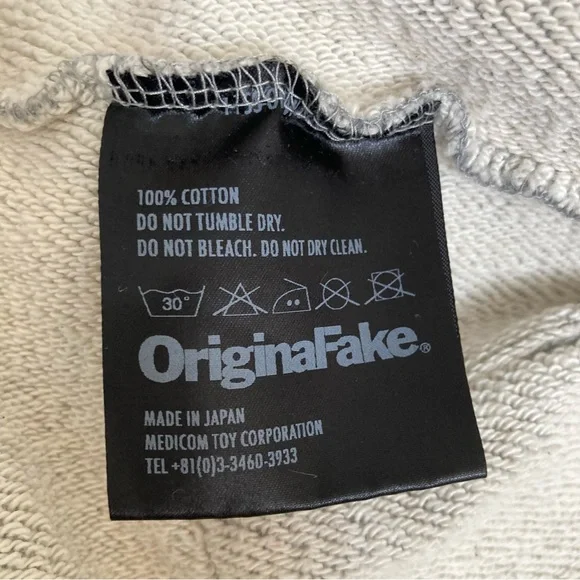 100% COTTON
DO NOT TUMBLE DRY.
DO NOT BLEACH. DO NOT DRY CLEAN.
30°
OriginaFake®
MADE IN JAPAN
MEDICOM TOY CORPORATION
TEL +81(0)3-3460-3933